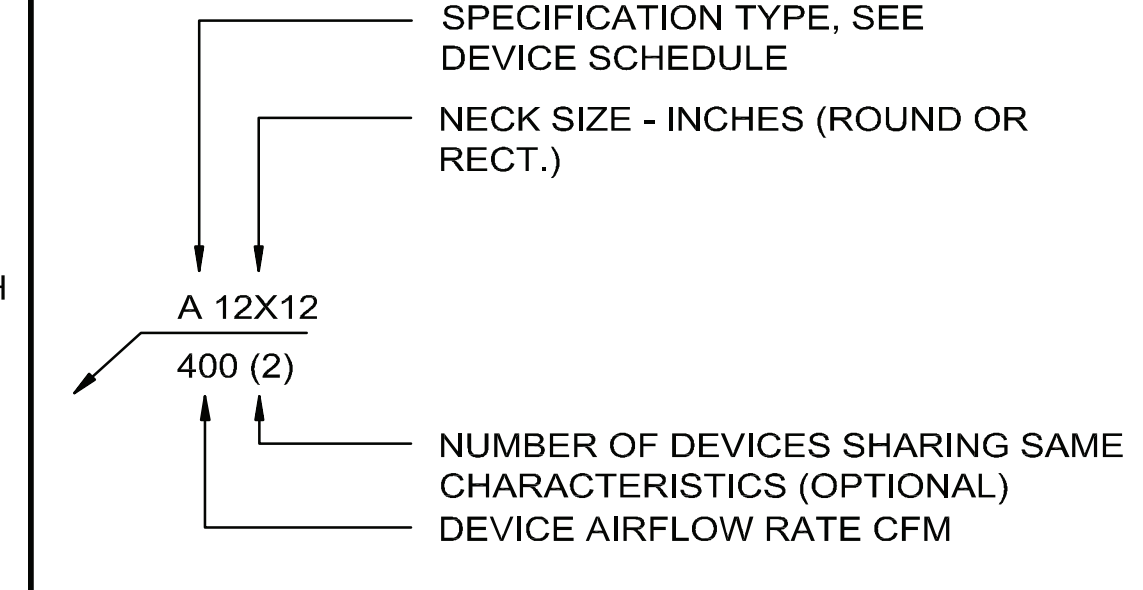 SPECIFICATION TYPE, SEE
DEVICE SCHEDULE
NECK SIZE - INCHES (ROUND OR
RECT.)
H
A 12X12
400 (2)
NUMBER OF DEVICES SHARING SAME
CHARACTERISTICS (OPTIONAL)
DEVICE AIRFLOW RATE CFM